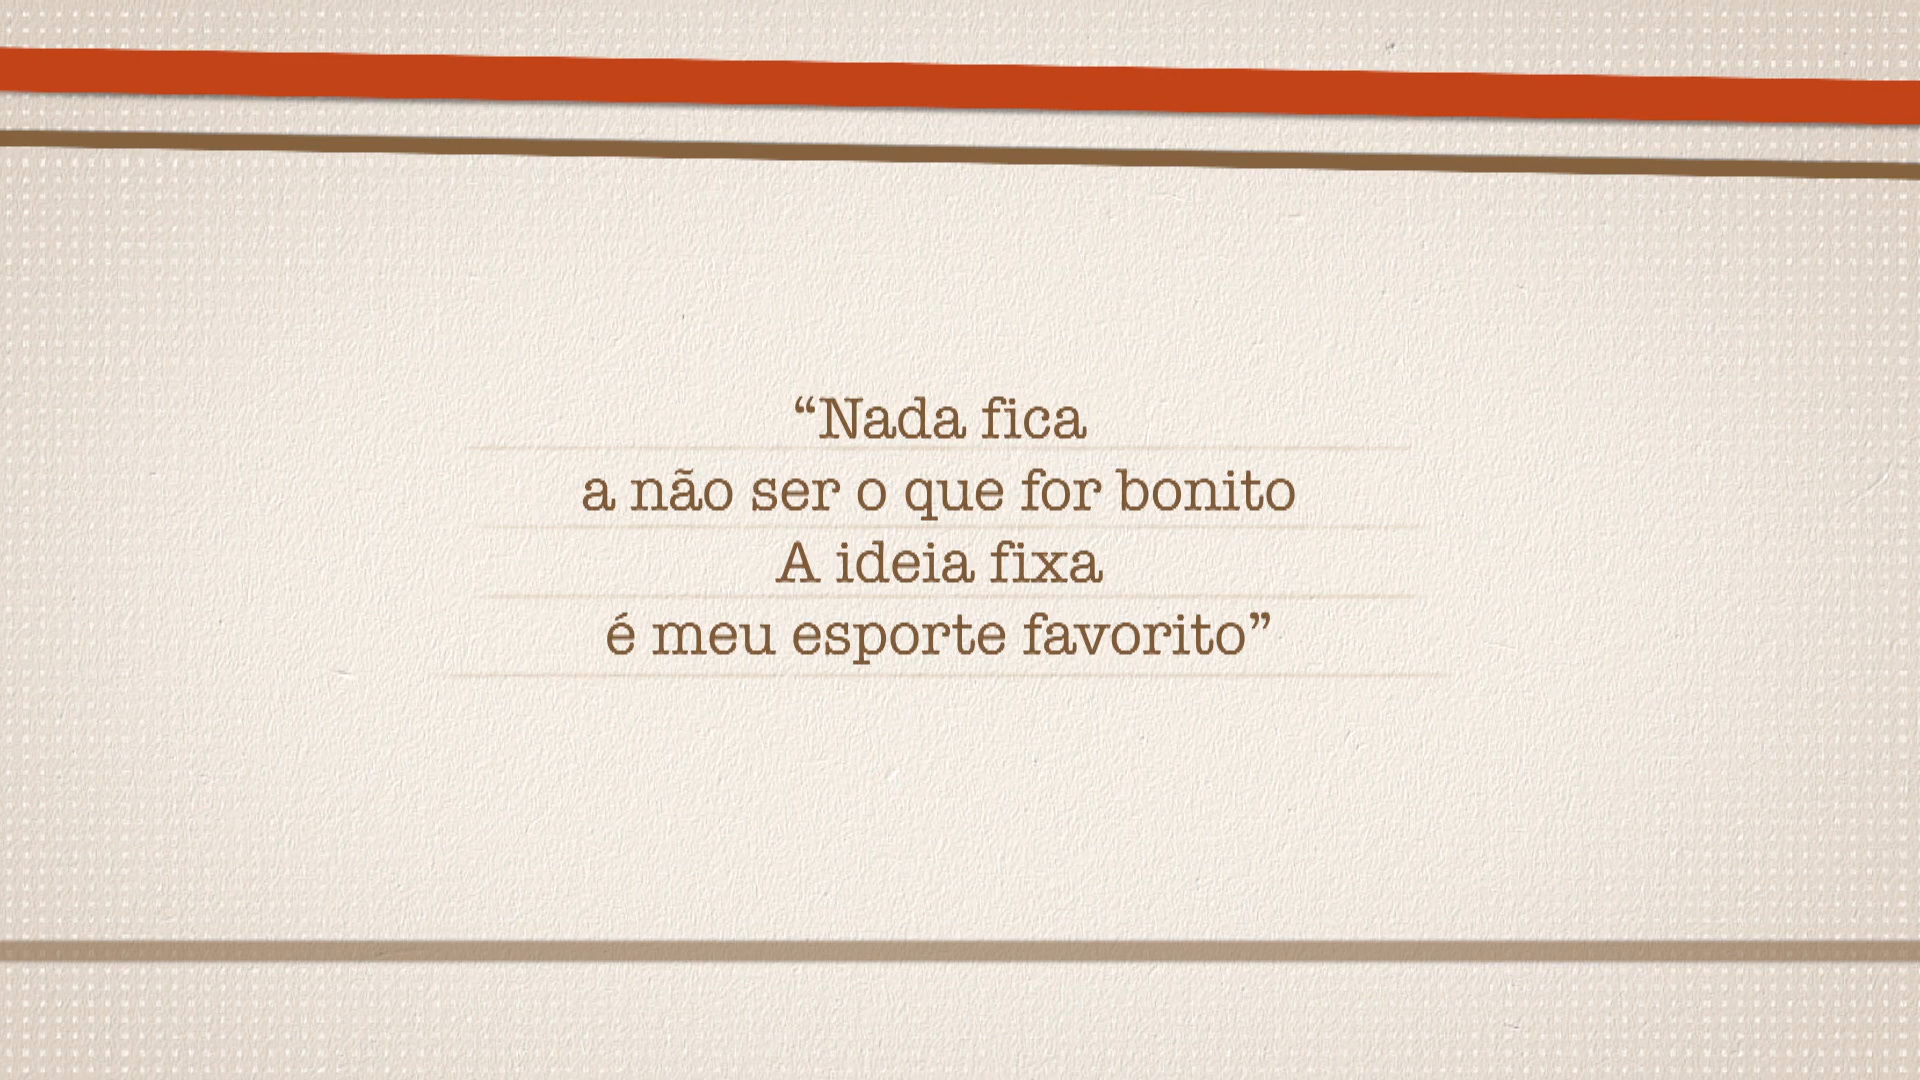 “Nada fica
a não ser o que for bonito
A ideia fixa
é meu esporte favorito”